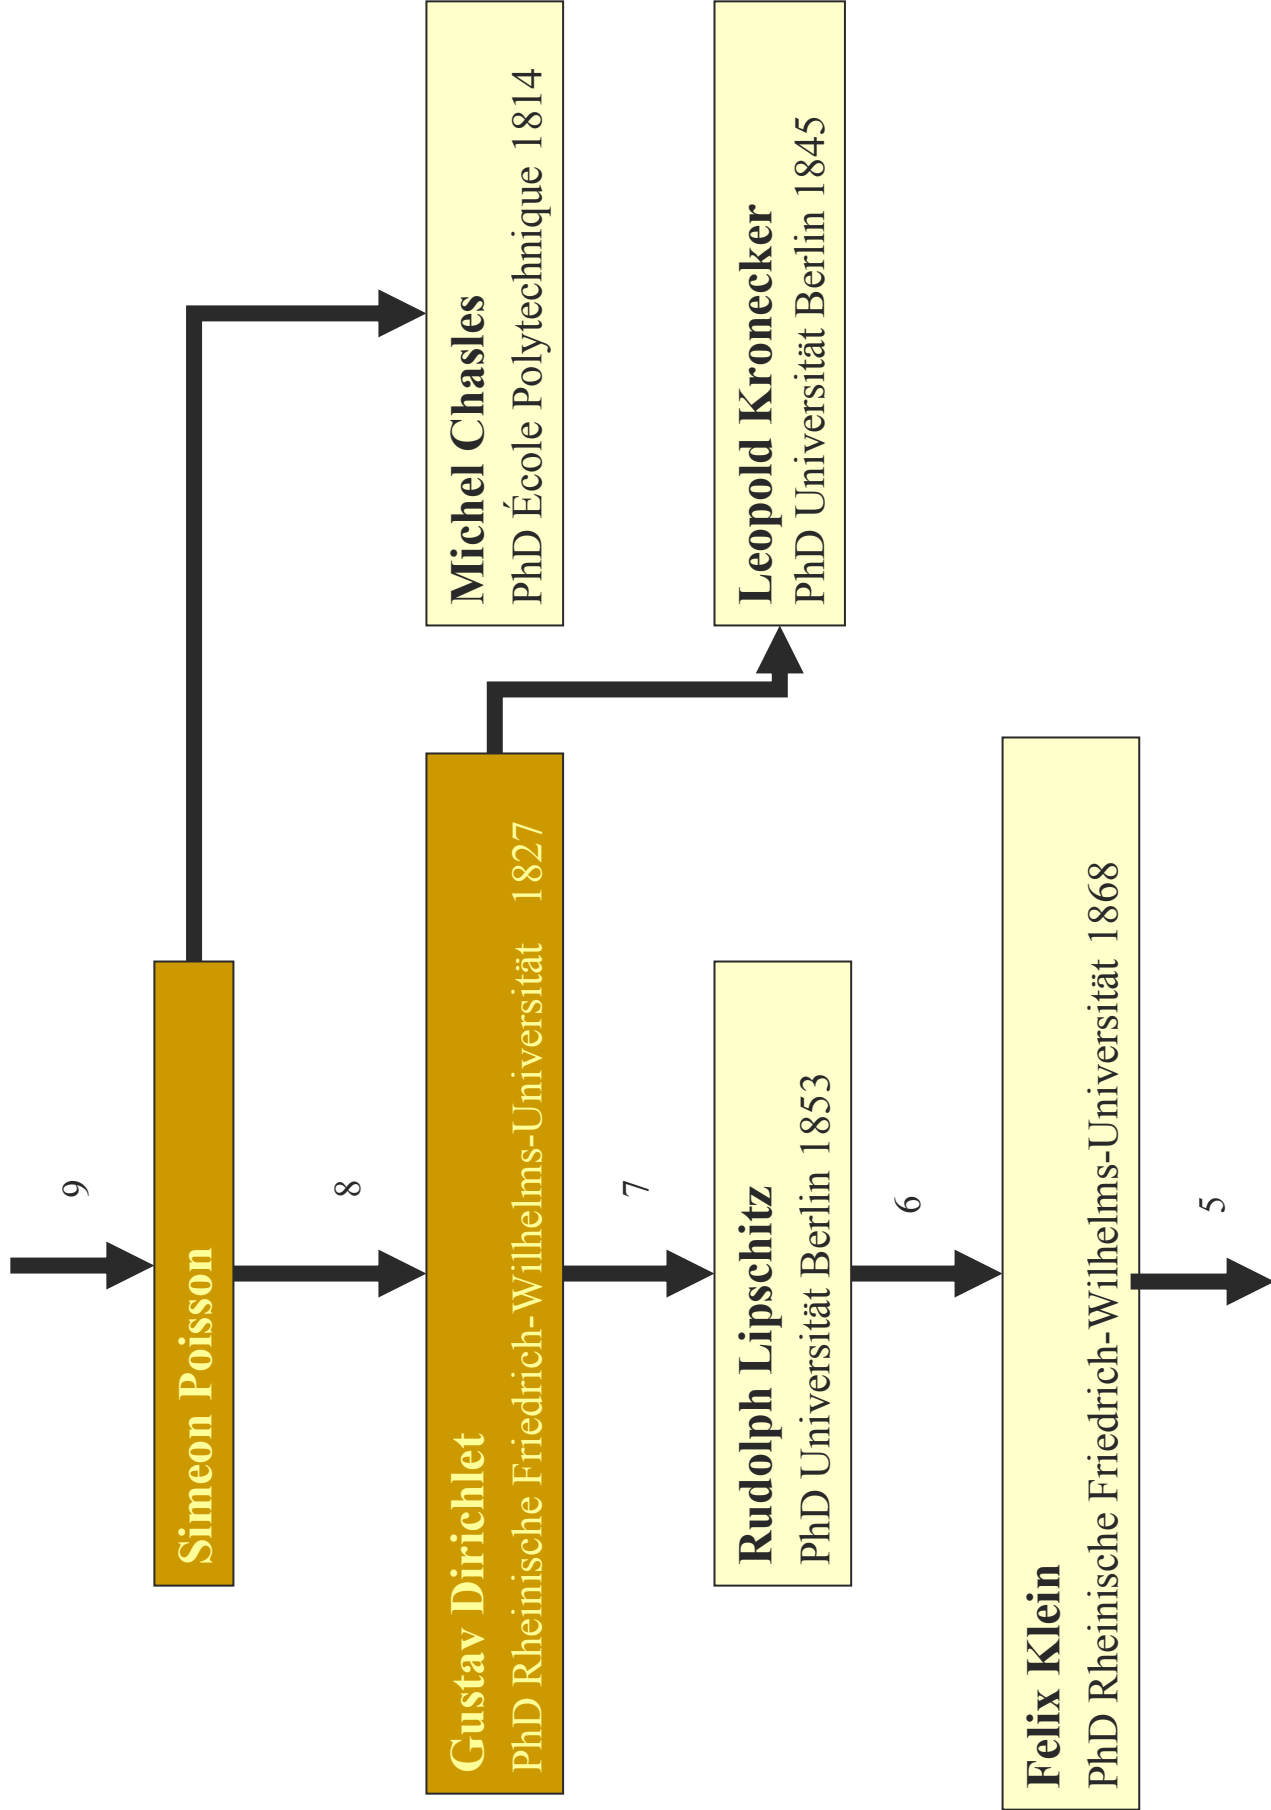 9
Simeon Poisson
8
Michel Chasles
PhD École Polytechnique 1814
Gustav Dirichlet
PhD Rheinische Friedrich-Wilhelms-Universität 1827
7
Leopold Kronecker
PhD Universität Berlin 1845
Rudolph Lipschitz
PhD Universität Berlin 1853
6
Felix Klein
PhD Rheinische Friedrich-Wilhelms-Universität 1868
5